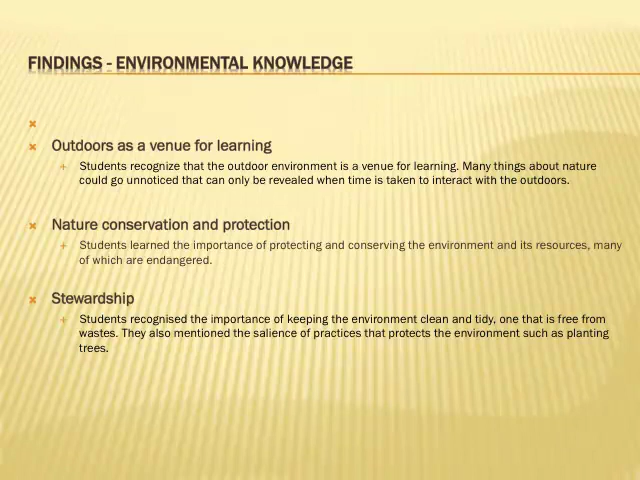 FINDINGS - ENVIRONMENTAL KNOWLEDGE
Outdoors as a venue for learning
Students recognize that the outdoor environment is a venue for learning. Many things about nature
could go unnoticed that can only be revealed when time is taken to interact with the outdoors.
Nature conservation and protection
Students learned the importance of protecting and conserving the environment and its resources, many
of which are endangered.
Stewardship
Students recognised the importance of keeping the environment clean and tidy, one that is free from
wastes. They also mentioned the salience of practices that protects the environment such as planting
trees.